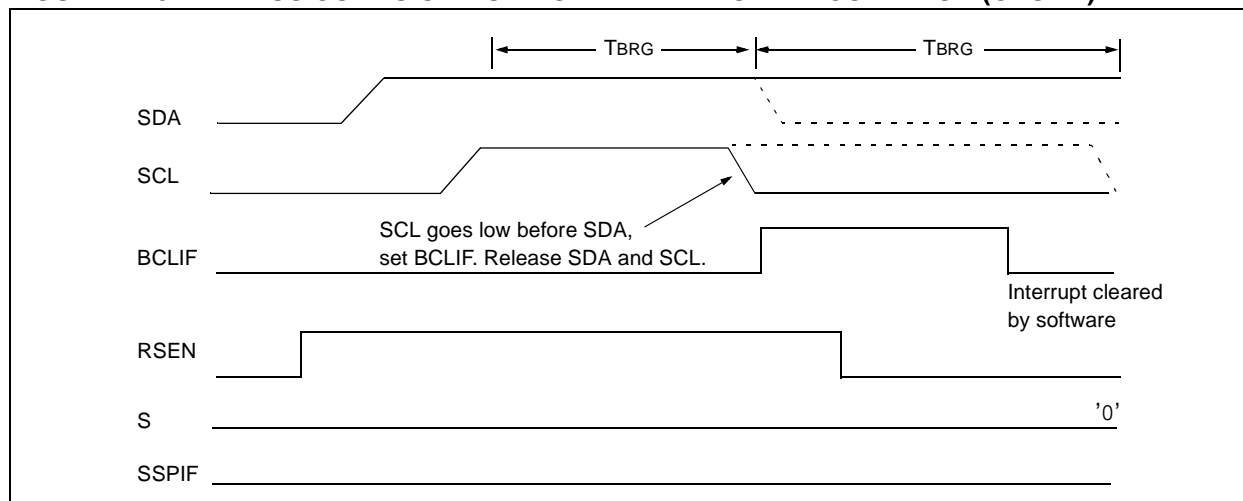 TBRG TBRG
SDA
SCL
SCL goes low before SDA,
set BCLIF. Release SDA and SCL.
BCLIF
Interrupt cleared
by software
RSEN
S '0'
SSPIF